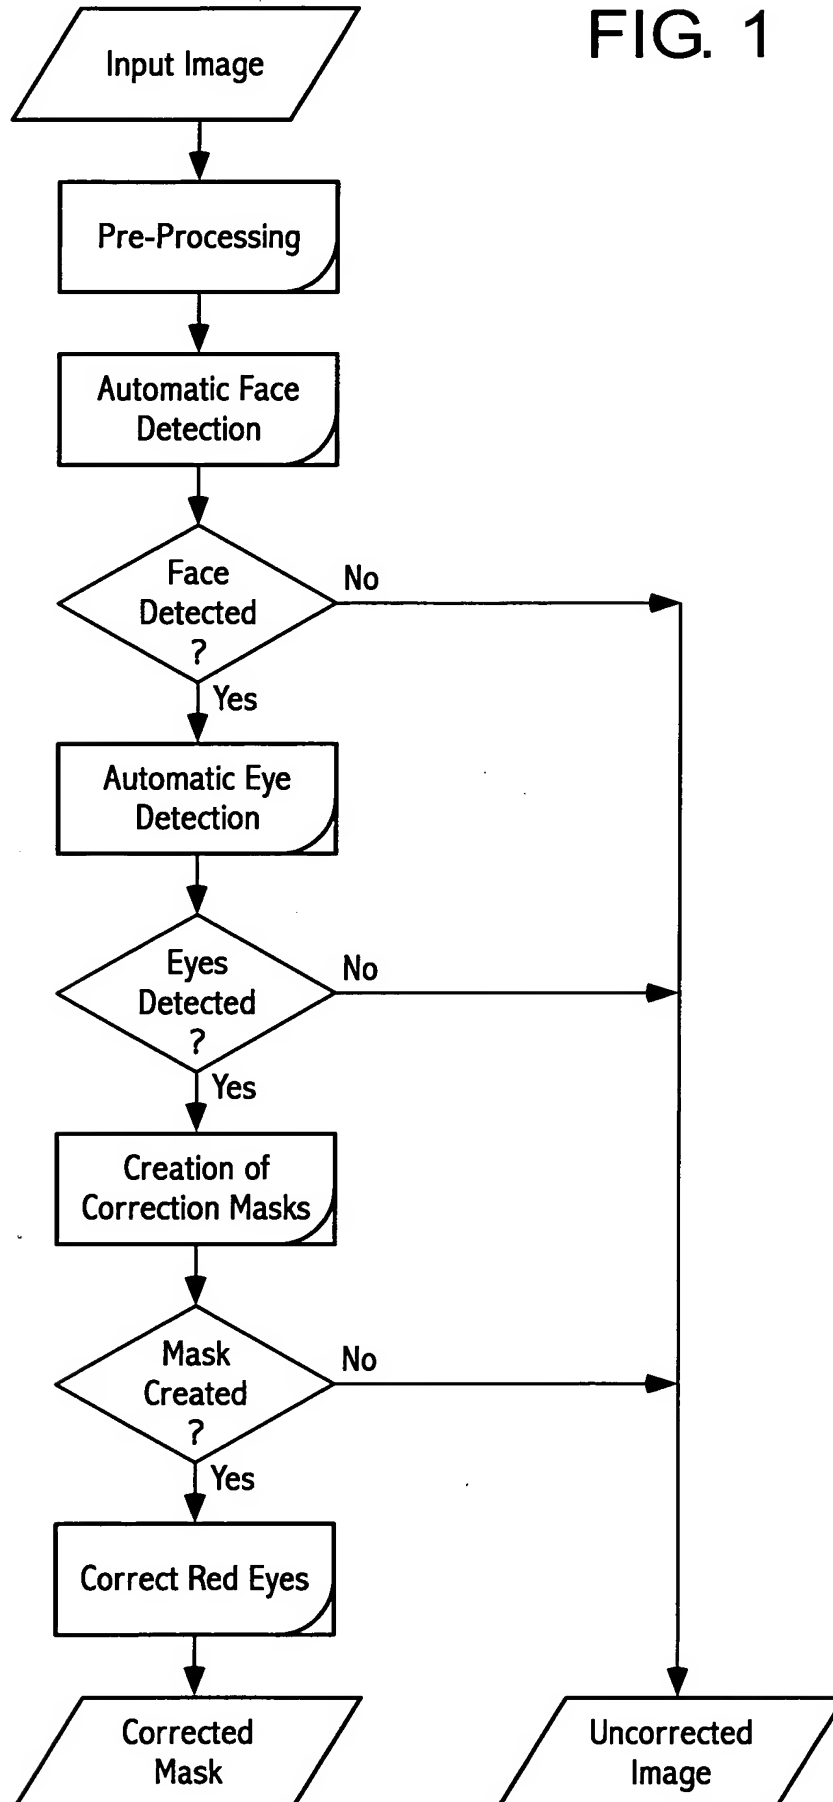 FIG. 1
Input Image
Pre-Processing
Automatic Face
Detection
Face
Detected
?
No
Yes
Automatic Eye
Detection
Eyes
Detected
?
No
Yes
Creation of
Correction Masks
Mask
Created
?
No
Yes
Correct Red Eyes
Corrected
Mask
Uncorrected
Image